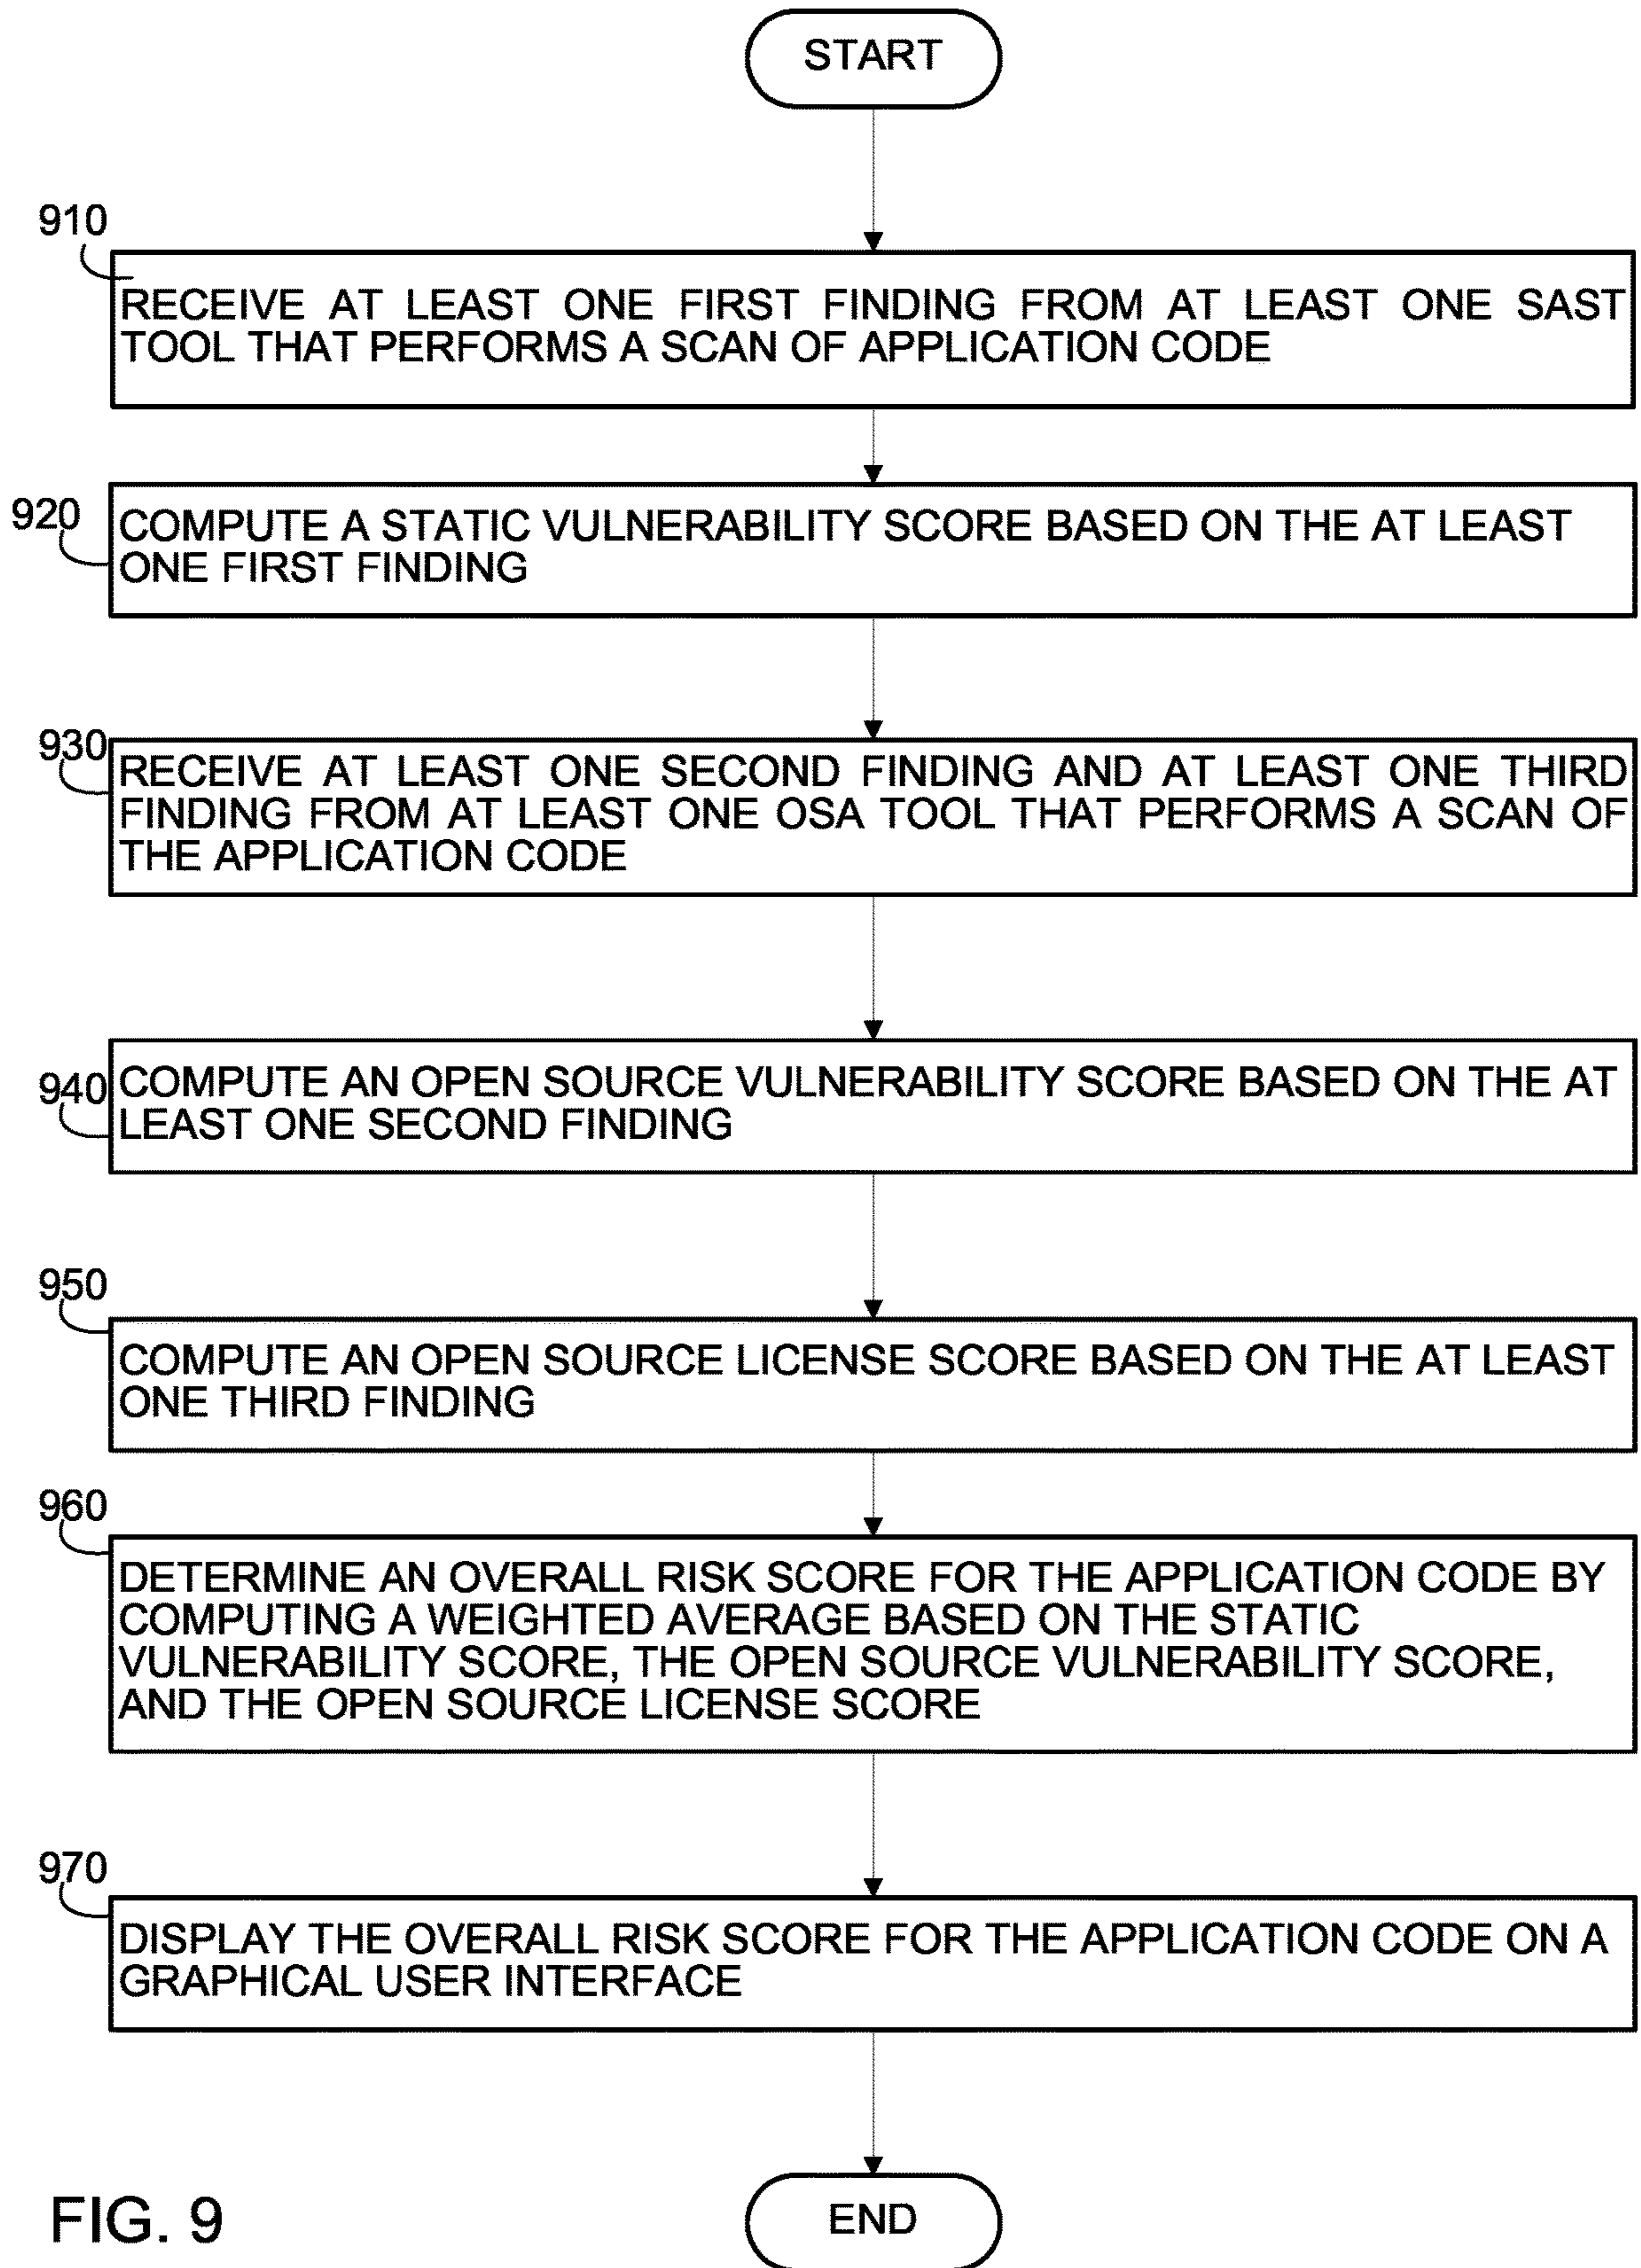 START
910
RECEIVE AT LEAST ONE FIRST FINDING FROM AT LEAST ONE SAST
TOOL THAT PERFORMS A SCAN OF APPLICATION CODE
920
COMPUTE A STATIC VULNERABILITY SCORE BASED ON THE AT LEAST
ONE FIRST FINDING
930
RECEIVE AT LEAST ONE SECOND FINDING AND AT LEAST ONE THIRD
FINDING FROM AT LEAST ONE OSA TOOL THAT PERFORMS A SCAN OF
THE APPLICATION CODE
940
COMPUTE AN OPEN SOURCE VULNERABILITY SCORE BASED ON THE AT
LEAST ONE SECOND FINDING
950
COMPUTE AN OPEN SOURCE LICENSE SCORE BASED ON THE AT LEAST
ONE THIRD FINDING
960
DETERMINE AN OVERALL RISK SCORE FOR THE APPLICATION CODE BY
COMPUTING A WEIGHTED AVERAGE BASED ON THE STATIC
VULNERABILITY SCORE, THE OPEN SOURCE VULNERABILITY SCORE,
AND THE OPEN SOURCE LICENSE SCORE
970
DISPLAY THE OVERALL RISK SCORE FOR THE APPLICATION CODE ON A
GRAPHICAL USER INTERFACE
END
FIG. 9